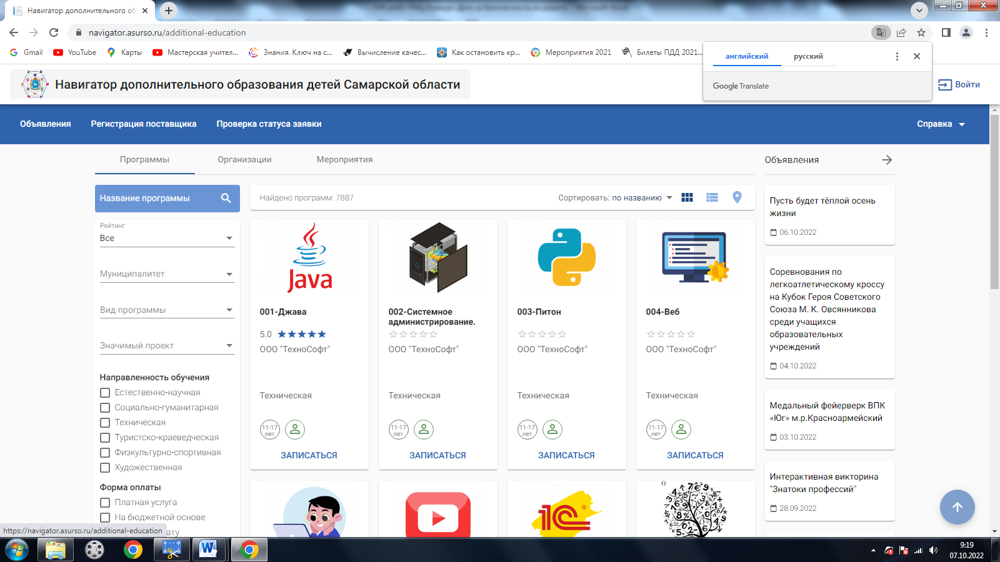 Навигатор дополнительного об
navigator.asurso.ru/additional-education
Gmail
YouTube
Карты
Мастерская учител...
Знания. Ключ на с...
Вычисление качес...
Как остановить кр...
Мероприятия 2021
Билеты ПДД 2021...
английский
русский
Google Translate
Навигатор дополнительного образования детей Самарской области
Войти
Объявления
Регистрация поставщика
Проверка статуса заявки
Справка
Программы
Организации
Мероприятия
Объявления
Название программы
Найдено программ: 7887
Сортировать: по названию
Рейтинг
Все
Муниципалитет
Вид программы
Значимый проект
Направленность обучения
Естественно-научная
Социально-гуманитарная
Техническая
Туристско-краеведческая
Физкультурно-спортивная
Художественная
Форма оплаты
Платная услуга
На бюджетной основе
ату
Java
001-Джава
5.0
ООО "ТехноСофт"
Техническая
11-17
лет
ЗАПИСАТЬСЯ
002-Системное
администрирование.
ООО "ТехноСофт"
Техническая
11-17
лет
ЗАПИСАТЬСЯ
003-Питон
ООО "ТехноСофт"
Техническая
11-17
лет
ЗАПИСАТЬСЯ
004-Веб
ООО "ТехноСофт"
Техническая
11-17
лет
ЗАПИСАТЬСЯ
1С
®
Пусть будет тёплой осень
жизни
06.10.2022
Соревнования по
легкоатлетическому кроссу
на Кубок Героя Советского
Союза М. К. Овсянникова
среди учащихся
образовательных
учреждений
04.10.2022
Медальный фейерверк ВПК
«Юг» м.р.Красноармейский
03.10.2022
Интерактивная викторина
"Знатоки профессий"
28.09.2022
https://navigator.asurso.ru/additional-education
9:19
07.10.2022